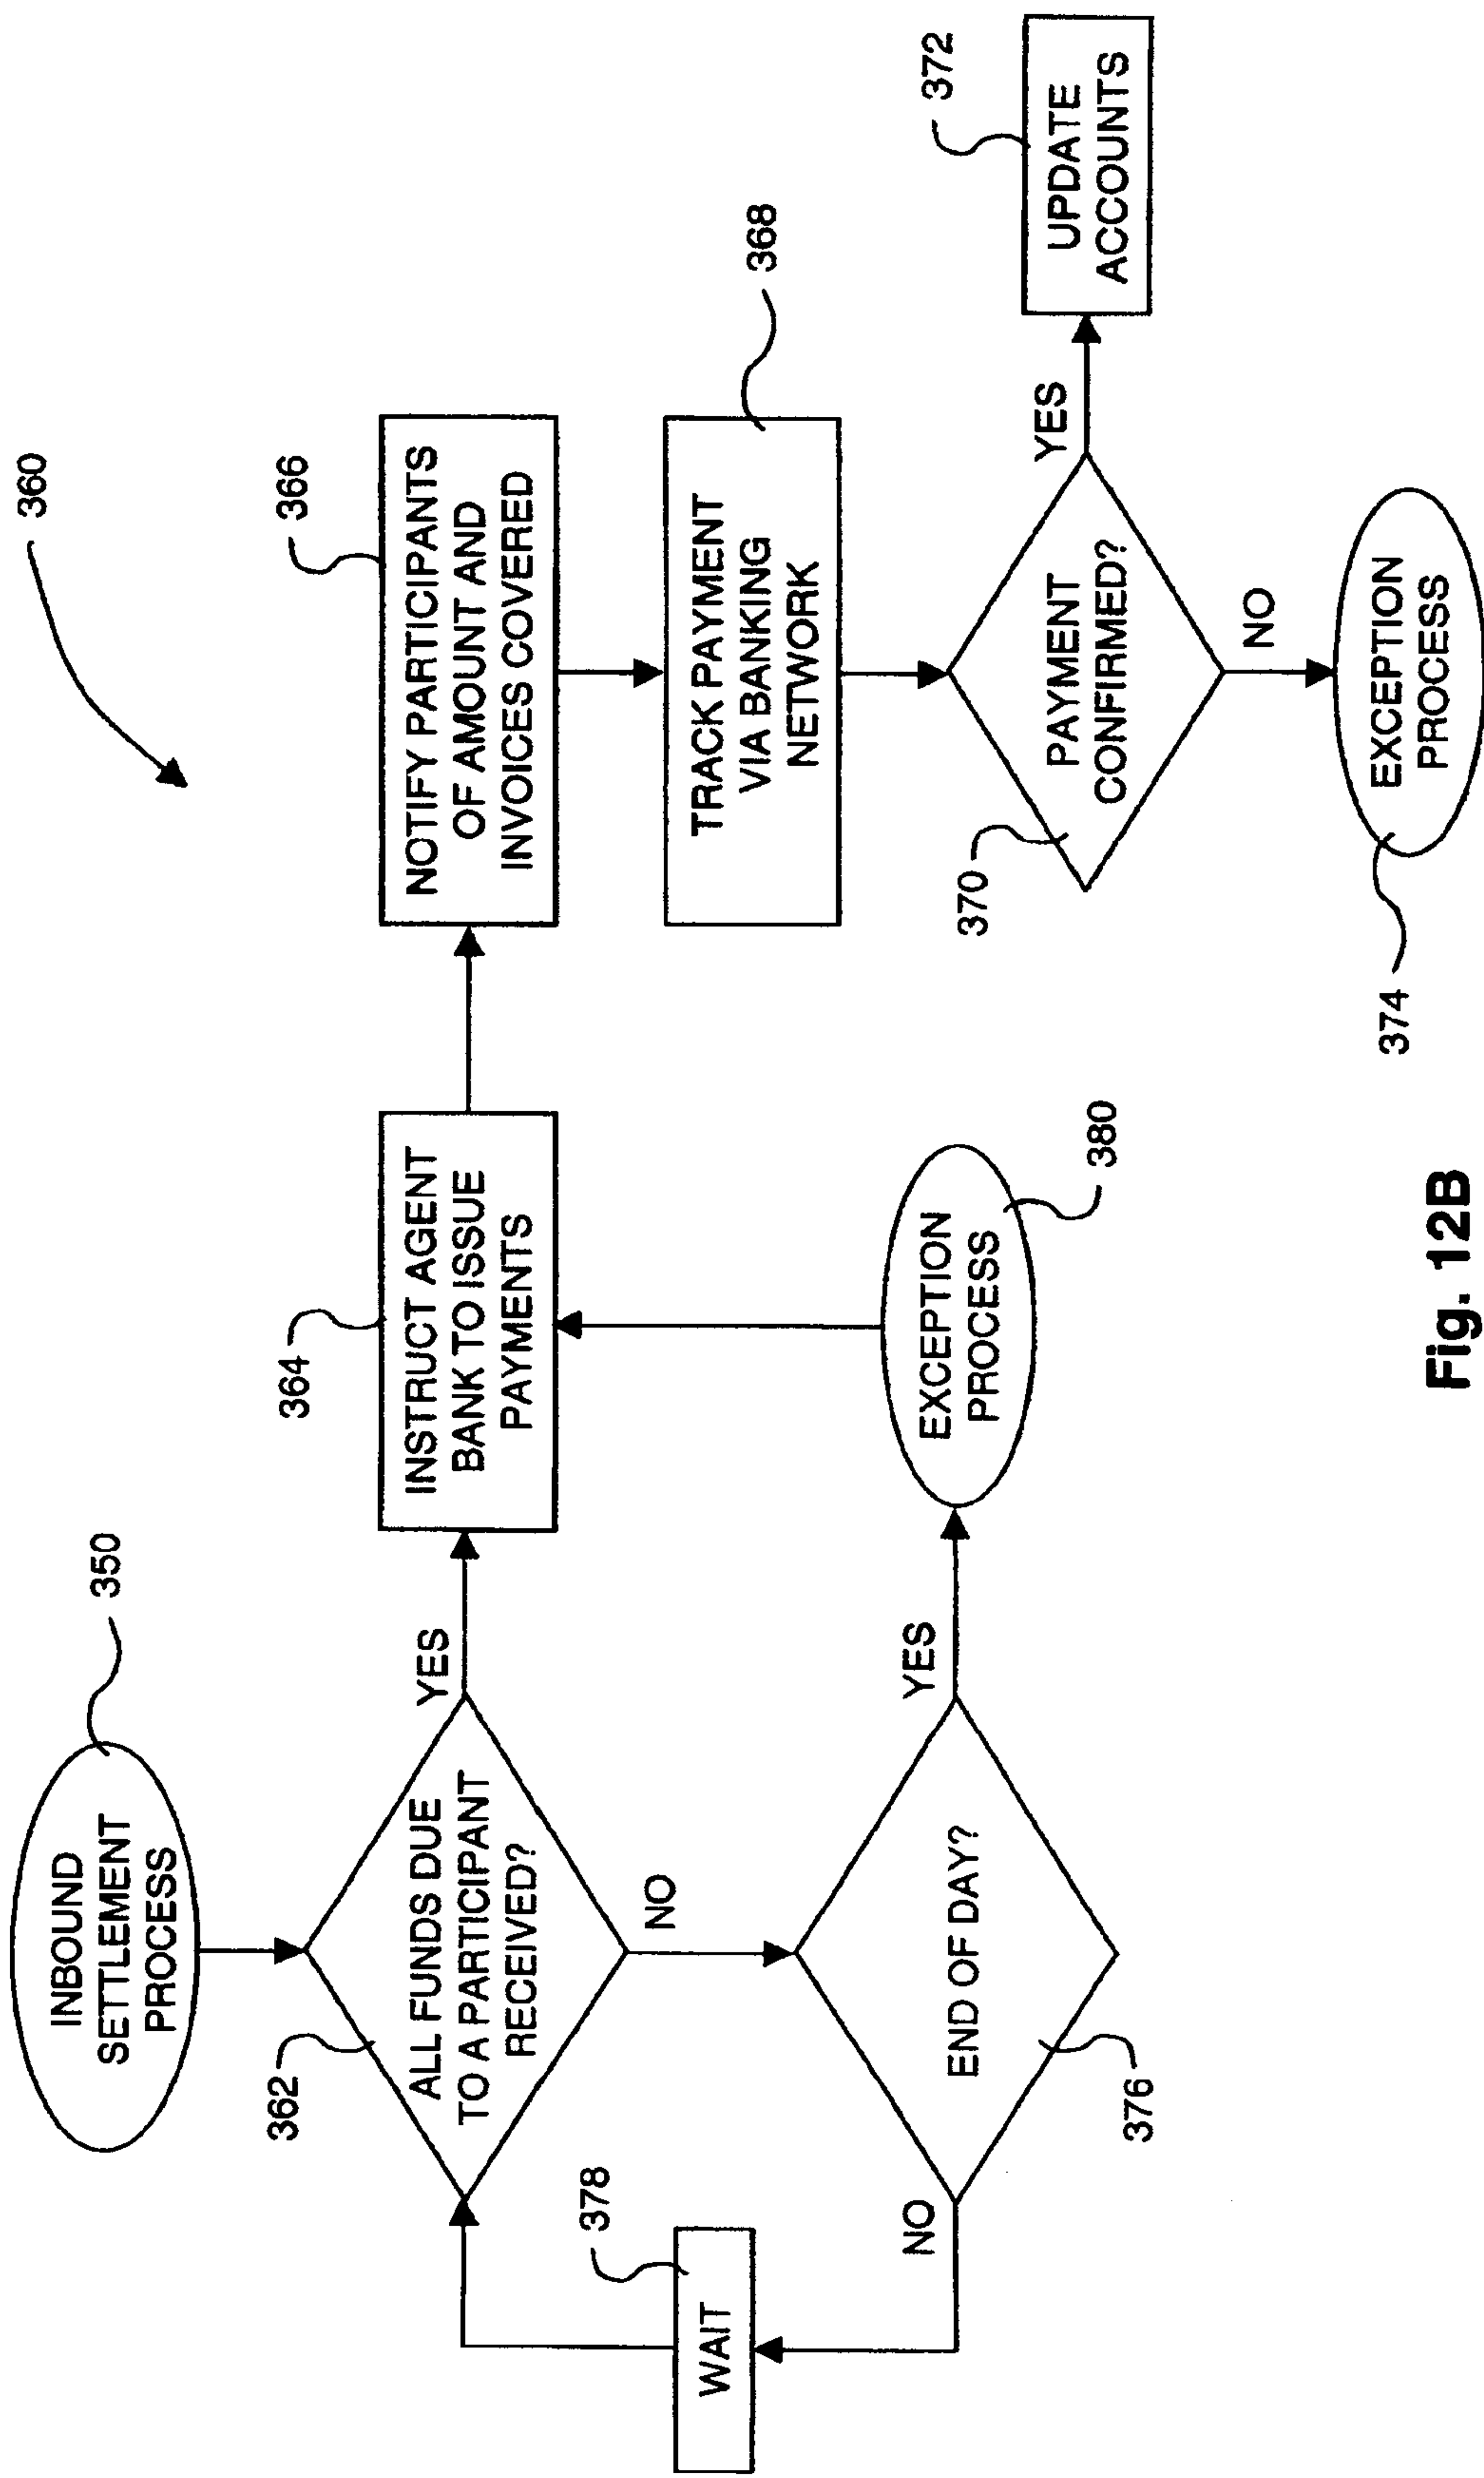 360
INBOUND
SETTLEMENT
PROCESS
350
362
ALL FUNDS DUE
TO A PARTICIPANT
RECEIVED?
YES
NO
364
INSTRUCT AGENT
BANK TO ISSUE
PAYMENTS
366
NOTIFY PARTICIPANTS
OF AMOUNT AND
INVOICES COVERED
368
TRACK PAYMENT
VIA BANKING
NETWORK
370
PAYMENT
CONFIRMED?
YES
NO
372
UPDATE
ACCOUNTS
374
EXCEPTION
PROCESS
378
WAIT
NO
END OF DAY?
376
YES
EXCEPTION
PROCESS
380
Fig. 12B